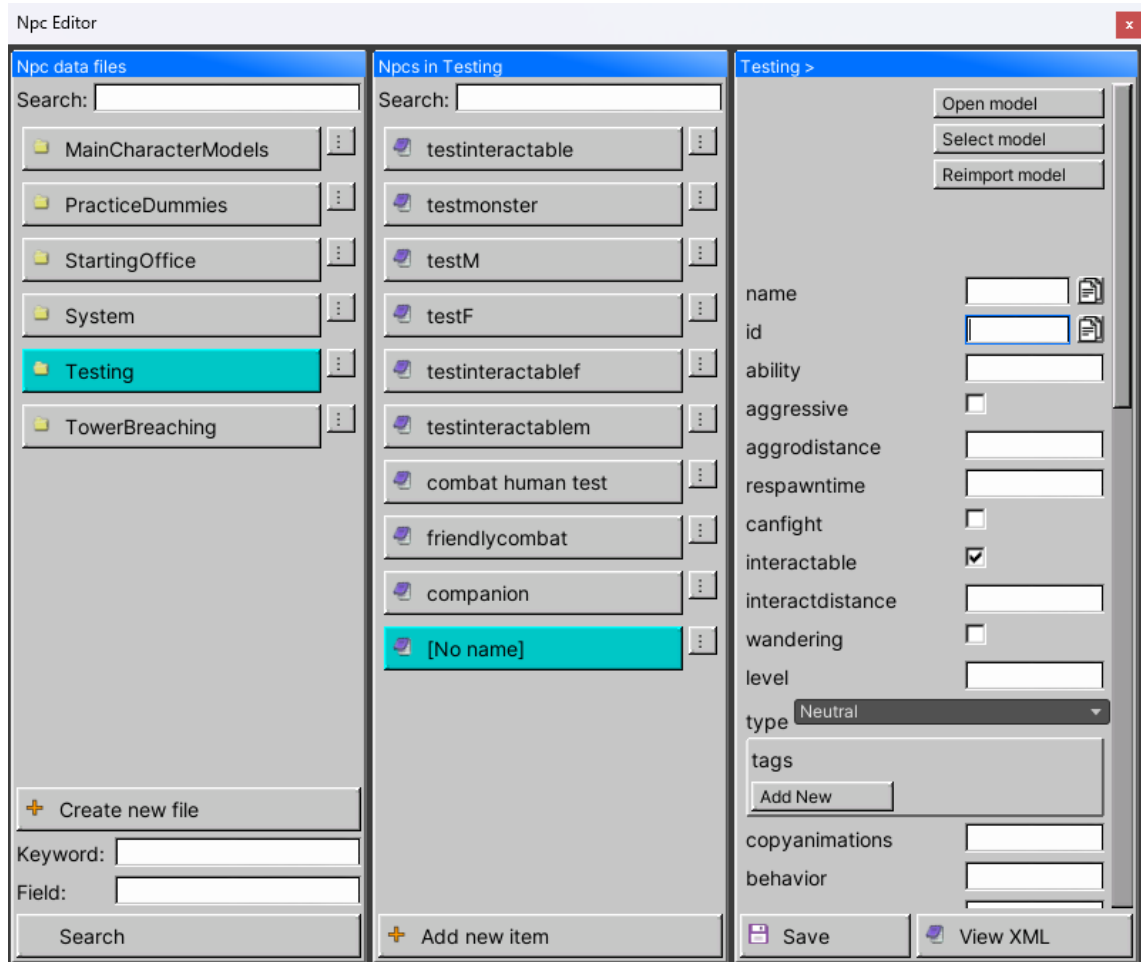 Npc Editor
x
Npc data files
Search:
MainCharacterModels
PracticeDummies
StartingOffice
System
Testing
TowerBreaching
Create new file
Keyword:
Field:
Search
Npcs in Testing
Search:
testinteractable
testmonster
testM
testF
testinteractablef
testinteractablem
combat human test
friendlycombat
companion
[No name]
Add new item
Testing >
Open model
Select model
Reimport model
name
id
ability
aggressive
aggrodistance
respawntime
canfight
interactable
interactdistance
wandering
level
type Neutral
tags
Add New
copyanimations
behavior
Save
View XML